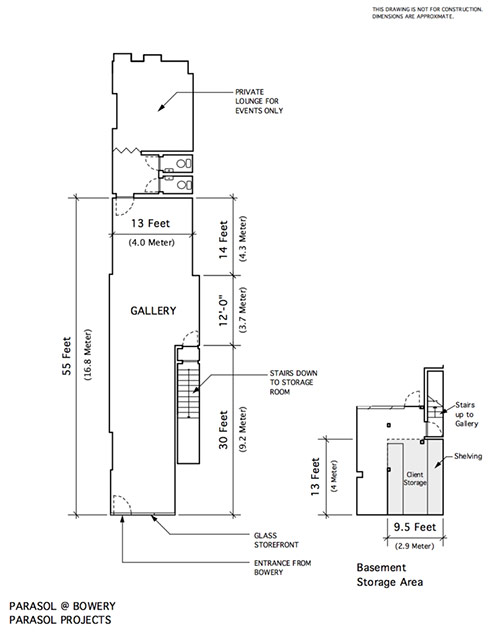 THIS DRAWING IS NOT FOR CONSTRUCTION.
DIMENSIONS ARE APPROXIMATE.
PRIVATE
LOUNGE FOR
EVENTS ONLY
13 Feet
(4.0 Meter)
14 Feet
(4.3 Meter)
GALLERY
12'-0"
(3.7 Meter)
55 Feet
(16.8 Meter)
STAIRS DOWN
TO STORAGE
ROOM
30 Feet
(9.2 Meter)
Stairs
up to
Gallery
Shelving
Client
Storage
13 Feet
(4 Meter)
9.5 Feet
(2.9 Meter)
GLASS
STOREFRONT
ENTRANCE FROM
BOWERY
Basement
Storage Area
PARASOL @ BOWERY
PARASOL PROJECTS